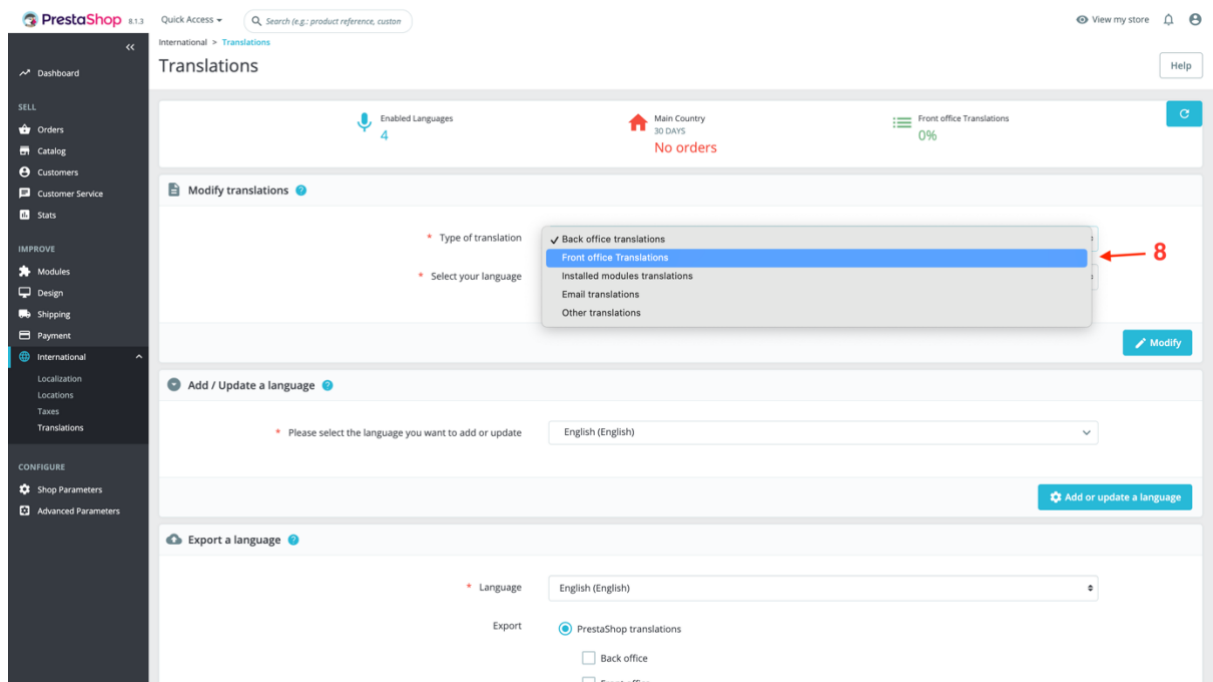 PrestaShop 8.1.3
Quick Access
Search (e.g.: product reference, custon
View my store
International > Translations
Translations
Help
Dashboard
SELL
Orders
Catalog
Customers
Customer Service
Stats
IMPROVE
Modules
Design
Shipping
Payment
International
Localization
Locations
Taxes
Translations
CONFIGURE
Shop Parameters
Advanced Parameters
Enabled Languages
4
Main Country
30 DAYS
No orders
Front office Translations
0%
Modify translations
* Type of translation
✓ Back office translations
Front office Translations
Installed modules translations
Email translations
Other translations
8
* Select your language
Modify
Add / Update a language
* Please select the language you want to add or update
English (English)
Add or update a language
Export a language
* Language
English (English)
Export
PrestaShop translations
Back office